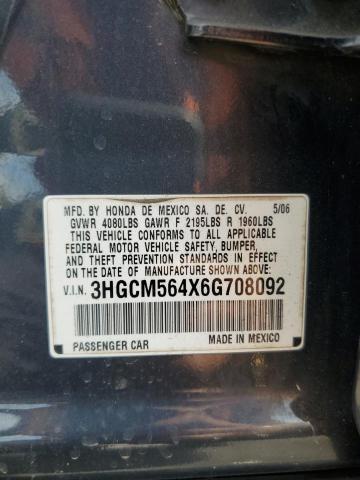 MFD. BY HONDA DE MEXICO SA. DE. CV. 5/06
GVWR 4080LBS GAWR F 2195LBS R 1960LBS
THIS VEHICLE CONFORMS TO ALL APPLICABLE
FEDERAL MOTOR VEHICLE SAFETY, BUMPER,
AND THEFT PREVENTION STANDARDS IN EFFECT
ON THE DATE OF MANUFACTURE SHOWN ABOVE.
V.I.N. 3HGCM564X6G708092
PASSENGER CAR MADE IN MEXICO